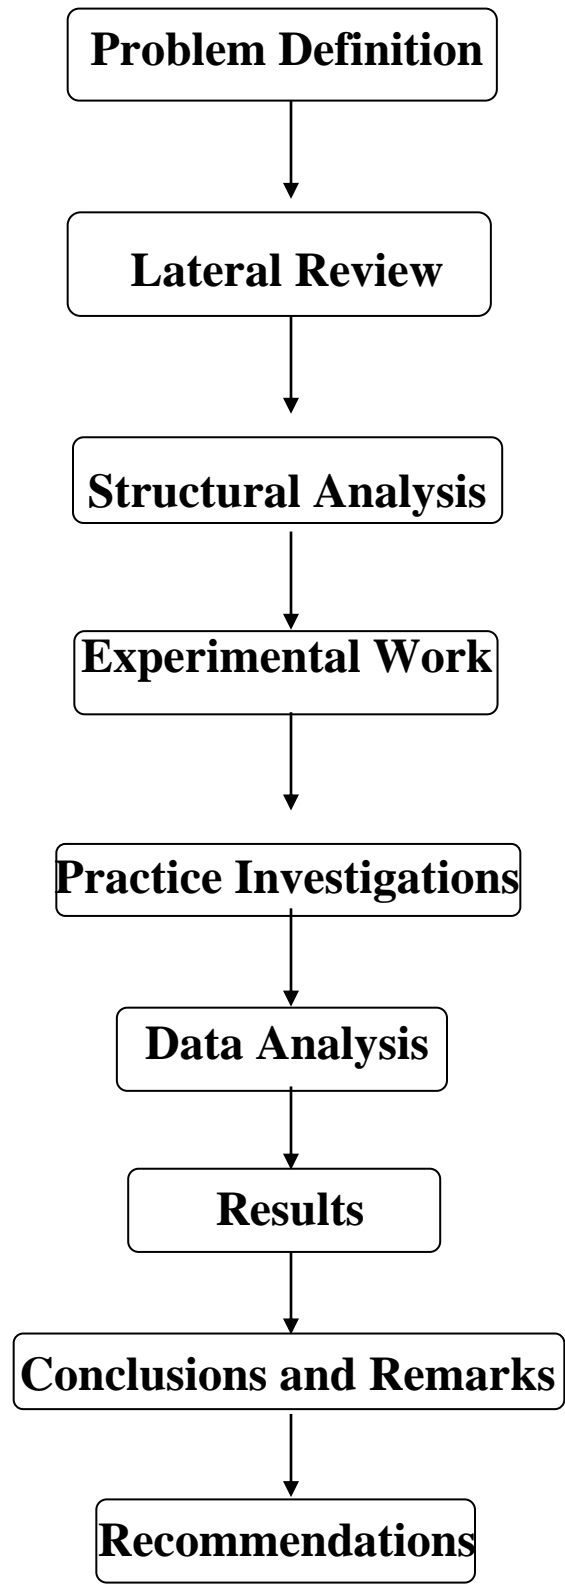 Problem Definition
Lateral Review
Structural Analysis
Experimental Work
Practice Investigations
Data Analysis
Results
Conclusions and Remarks
Recommendations